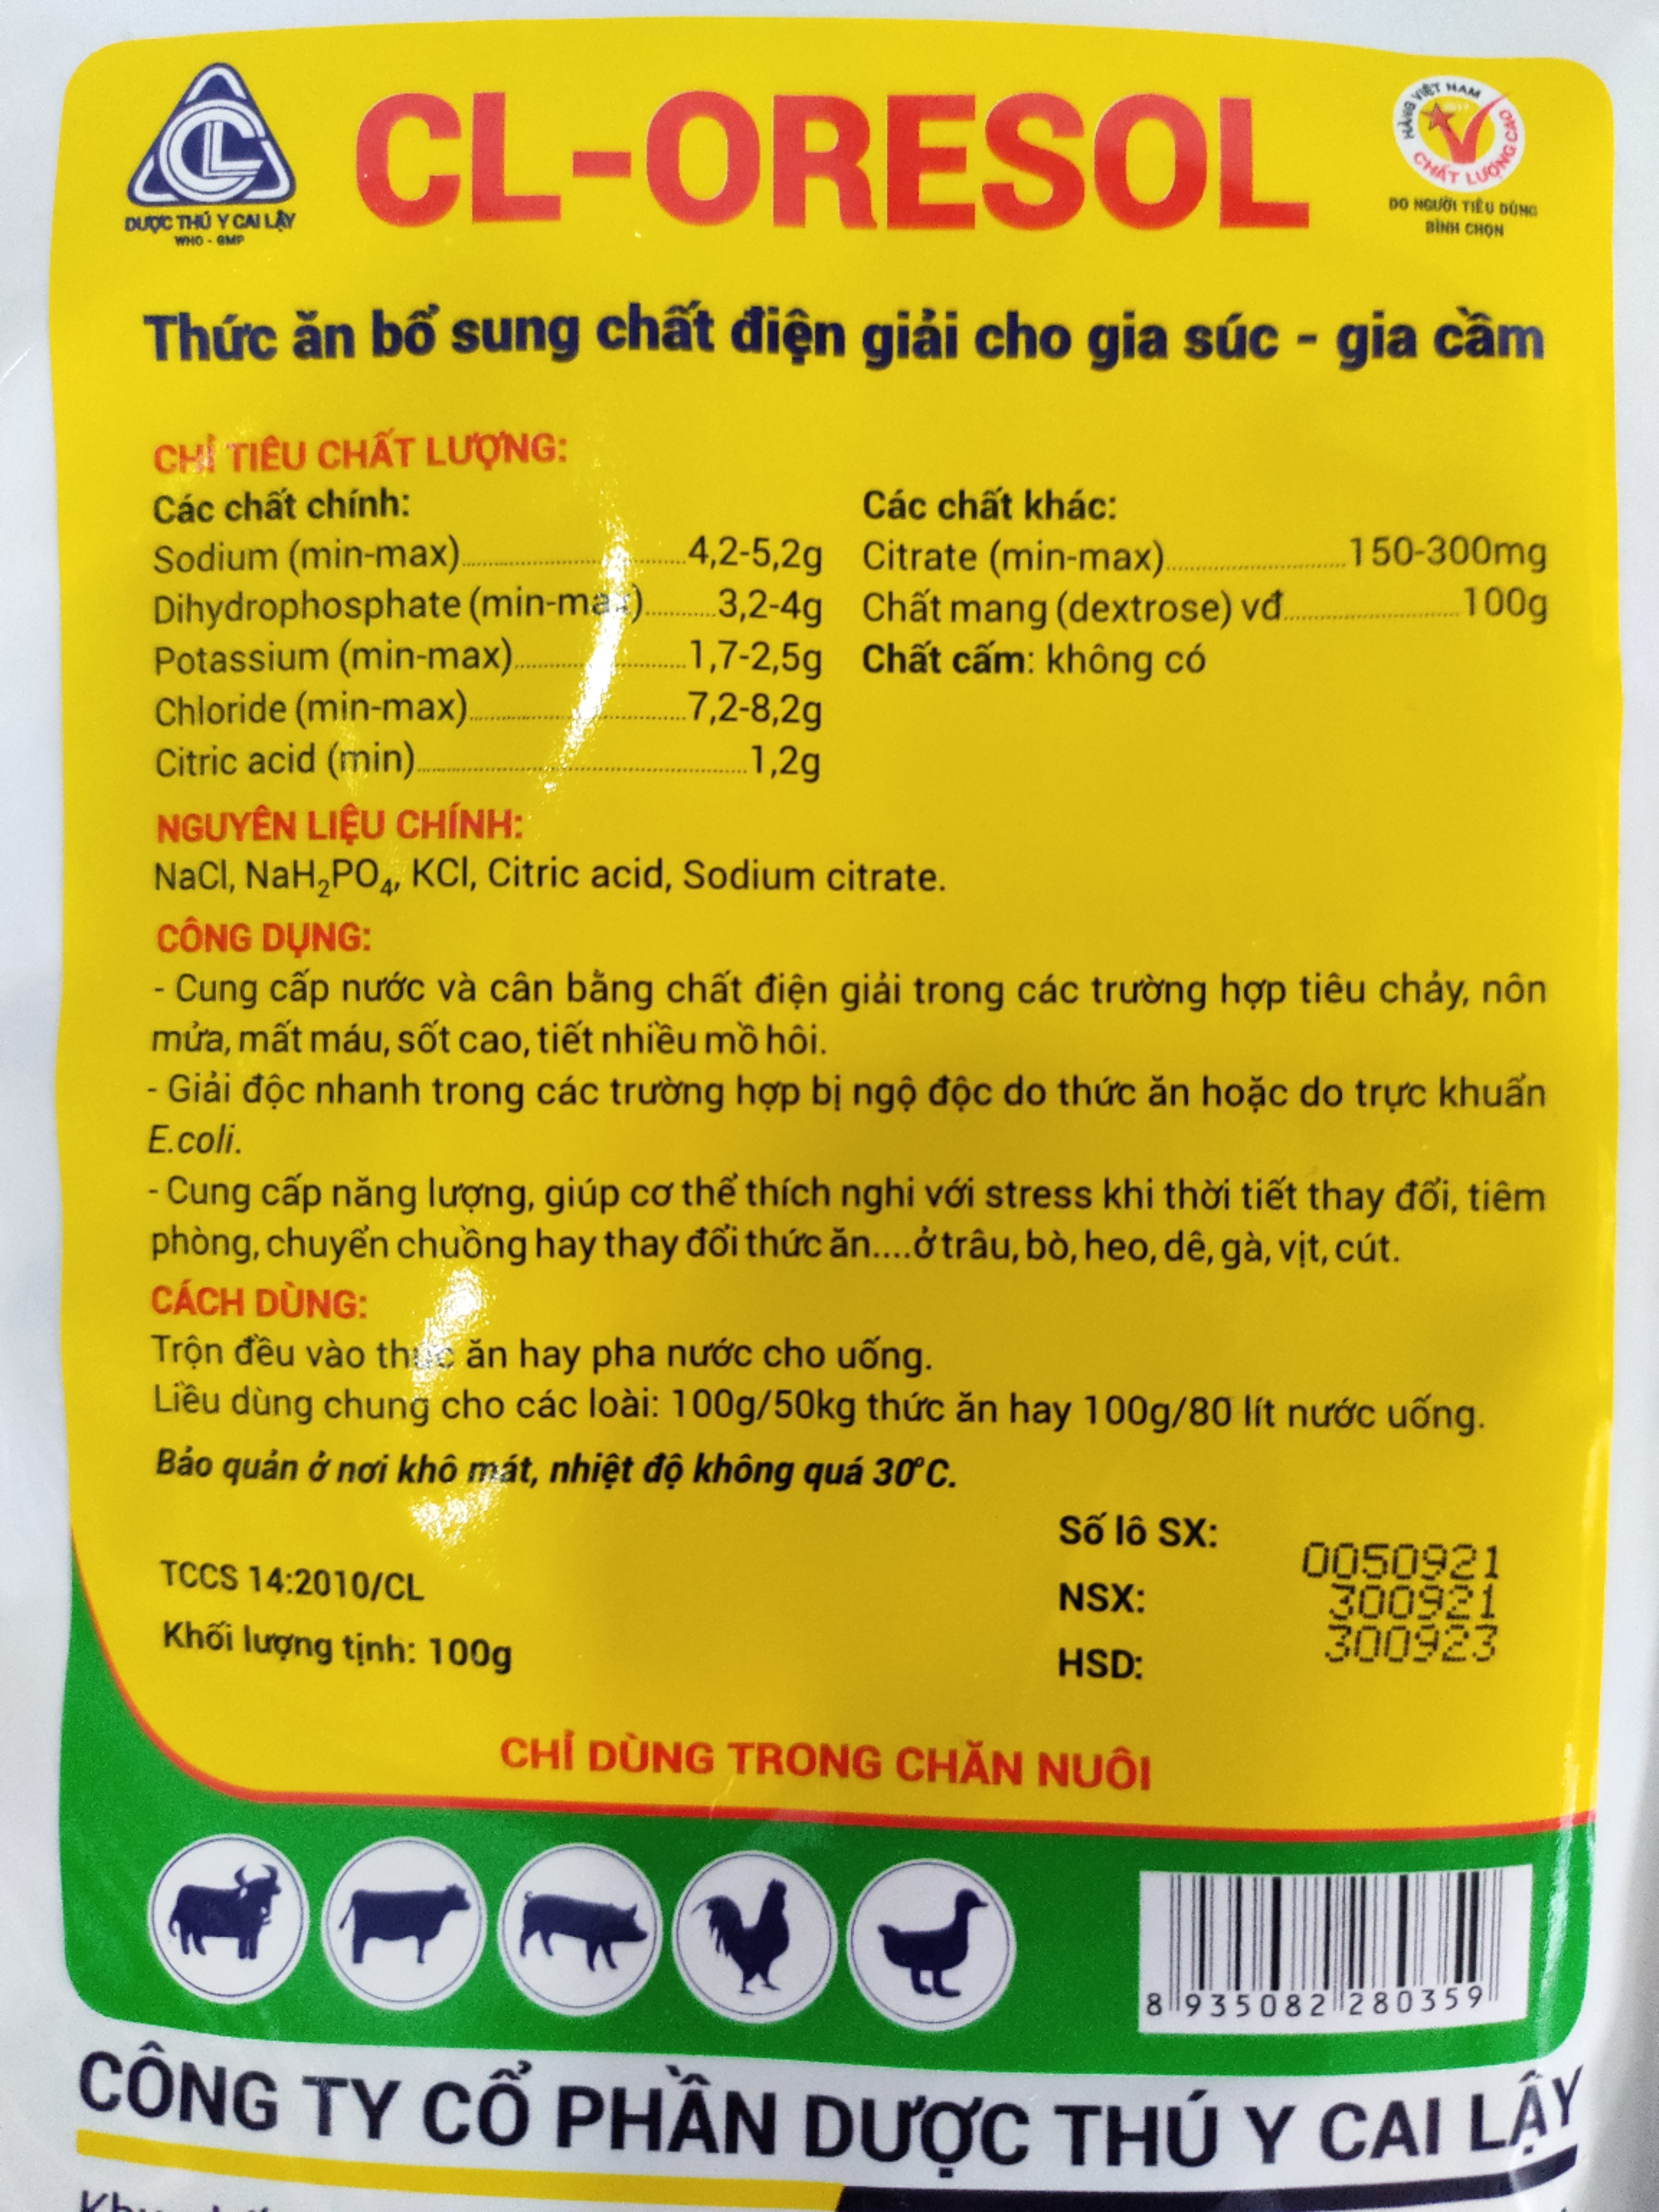 CL
DƯỢC THÚ Y CAI LẬY
WHO - GMP
CL-ORESOL
HÀNG VIỆT NAM
CHẤT LƯỢNG CAO
DO NGƯỜI TIÊU DÙNG
BÌNH CHỌN
Thức ăn bổ sung chất điện giải cho gia súc - gia cầm
CHỈ TIÊU CHẤT LƯỢNG:
Các chất chính:
Sodium (min-max)..........4,2-5,2g
Dihydrophosphate (min-max)..........3,2-4g
Potassium (min-max)..........1,7-2,5g
Chloride (min-max)..........7,2-8,2g
Citric acid (min)..........1,2g
Các chất khác:
Citrate (min-max)..........150-300mg
Chất mang (dextrose) vđ..........100g
Chất cấm: không có
NGUYÊN LIỆU CHÍNH:
NaCl, NaH₂PO₄, KCl, Citric acid, Sodium citrate.
CÔNG DỤNG:
- Cung cấp nước và cân bằng chất điện giải trong các trường hợp tiêu chảy, nôn
mửa, mất máu, sốt cao, tiết nhiều mồ hôi.
- Giải độc nhanh trong các trường hợp bị ngộ độc do thức ăn hoặc do trực khuẩn
E.coli.
- Cung cấp năng lượng, giúp cơ thể thích nghi với stress khi thời tiết thay đổi, tiêm
phòng, chuyển chuồng hay thay đổi thức ăn....ở trâu, bò, heo, dê, gà, vịt, cút.
CÁCH DÙNG:
Trộn đều vào thức ăn hay pha nước cho uống.
Liều dùng chung cho các loài: 100g/50kg thức ăn hay 100g/80 lít nước uống.
Bảo quản ở nơi khô mát, nhiệt độ không quá 30°C.
TCCS 14:2010/CL
Khối lượng tịnh: 100g
Số lô SX: 0050921
NSX: 300921
HSD: 300923
CHỈ DÙNG TRONG CHĂN NUÔI
8 935082 280359
CÔNG TY CỔ PHẦN DƯỢC THÚ Y CAI LẬY